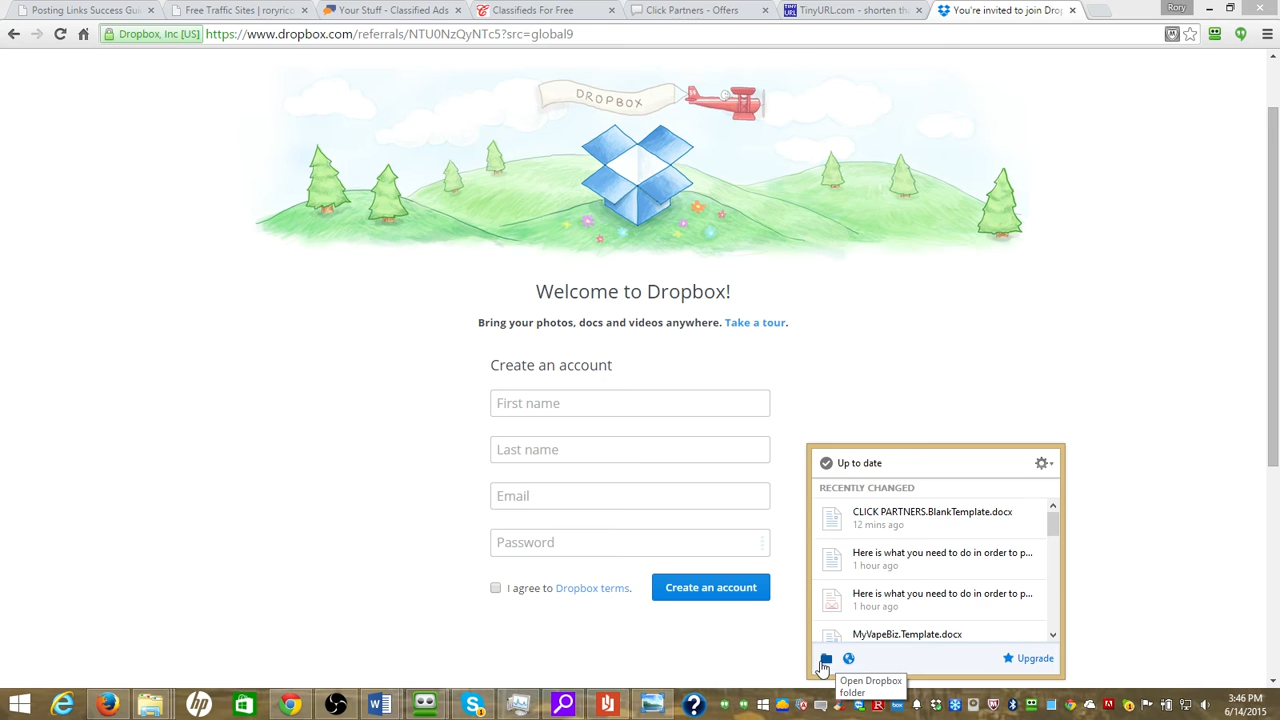 Posting Links Success Gui
Free Traffic Sites | roryrico
Your Stuff - Classified Ads
Classifieds For Free
Click Partners - Offers
TinyURL.com - shorten th
You're invited to join Drop
Rory
Dropbox, Inc [US]
https://www.dropbox.com/referrals/NTU0NzQyNTc5?src=global9
DROPBOX
Welcome to Dropbox!
Bring your photos, docs and videos anywhere. Take a tour.
Create an account
First name
Last name
Email
Password
I agree to Dropbox terms.
Create an account
Up to date
RECENTLY CHANGED
CLICK PARTNERS.BlankTemplate.docx
12 mins ago
Here is what you need to do in order to p...
1 hour ago
Here is what you need to do in order to p...
1 hour ago
MyVapeBiz.Template.docx
Upgrade
Open Dropbox
folder
3:46 PM
6/14/2015